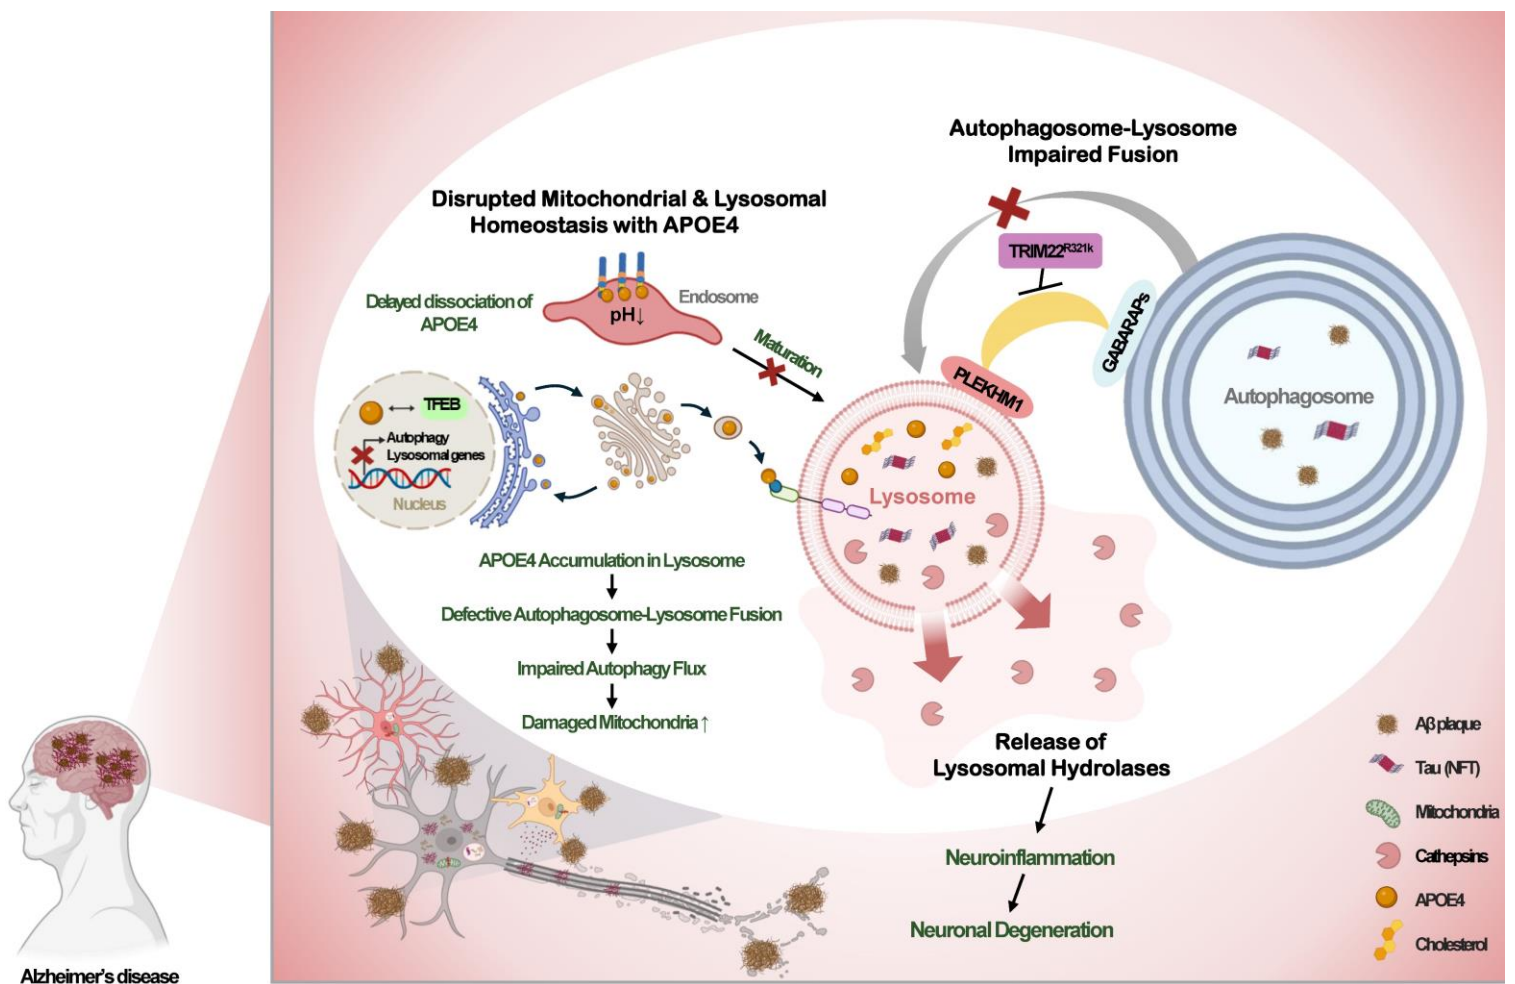 Autophagosome-Lysosome
Impaired Fusion
Disrupted Mitochondrial & Lysosomal
Homeostasis with APOE4
TRIM22R321k
Delayed dissociation of
APOE4
Endosome
pH↓
Maturation
GABARAPs
PLEKHM1
Autophagosome
TFEB
Autophagy
Lysosomal genes
Nucleus
Lysosome
APOE4 Accumulation in Lysosome
Defective Autophagosome-Lysosome Fusion
Impaired Autophagy Flux
Damaged Mitochondria ↑
Release of
Lysosomal Hydrolases
Neuroinflammation
Neuronal Degeneration
Aβ plaque
Tau (NFT)
Mitochondria
Cathepsins
APOE4
Cholesterol
Alzheimer's disease